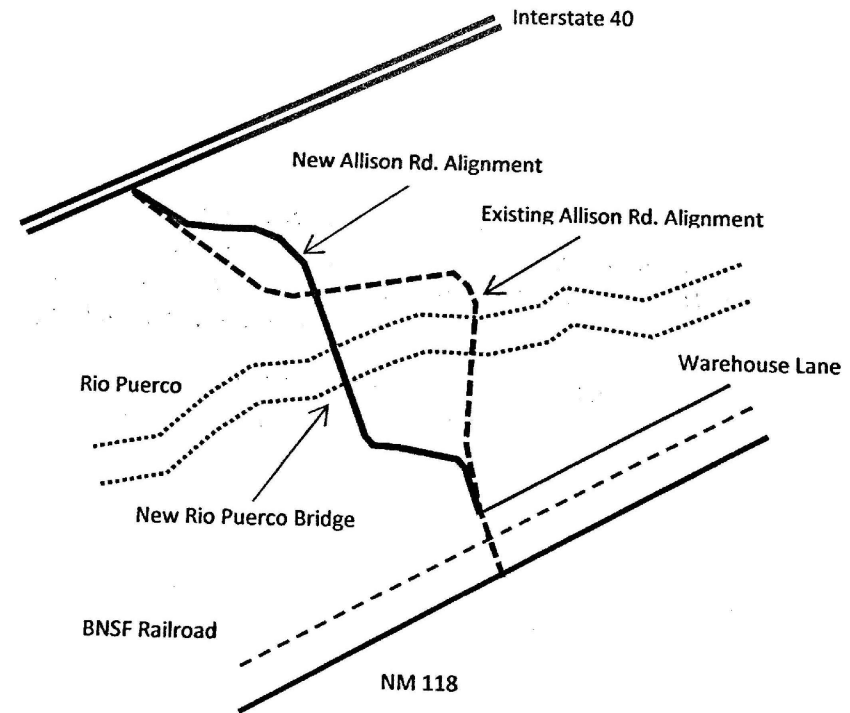 Interstate 40
New Allison Rd. Alignment
Existing Allison Rd. Alignment
Warehouse Lane
Rio Puerco
New Rio Puerco Bridge
BNSF Railroad
NM 118